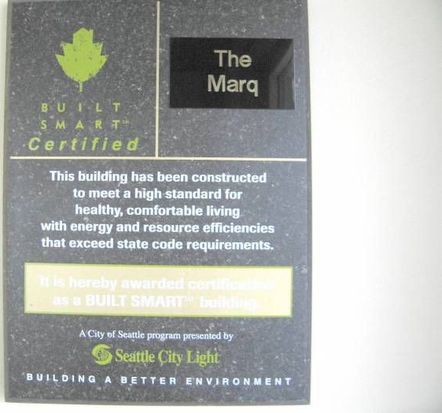 BUILT
SMART℠
Certified
The
Marq
This building has been constructed
to meet a high standard for
healthy, comfortable living
with energy and resource efficiencies
that exceed state code requirements.
It is hereby awarded certification
as a BUILT SMART℠ building.
A City of Seattle program presented by
Seattle City Light
BUILDING A BETTER ENVIRONMENT